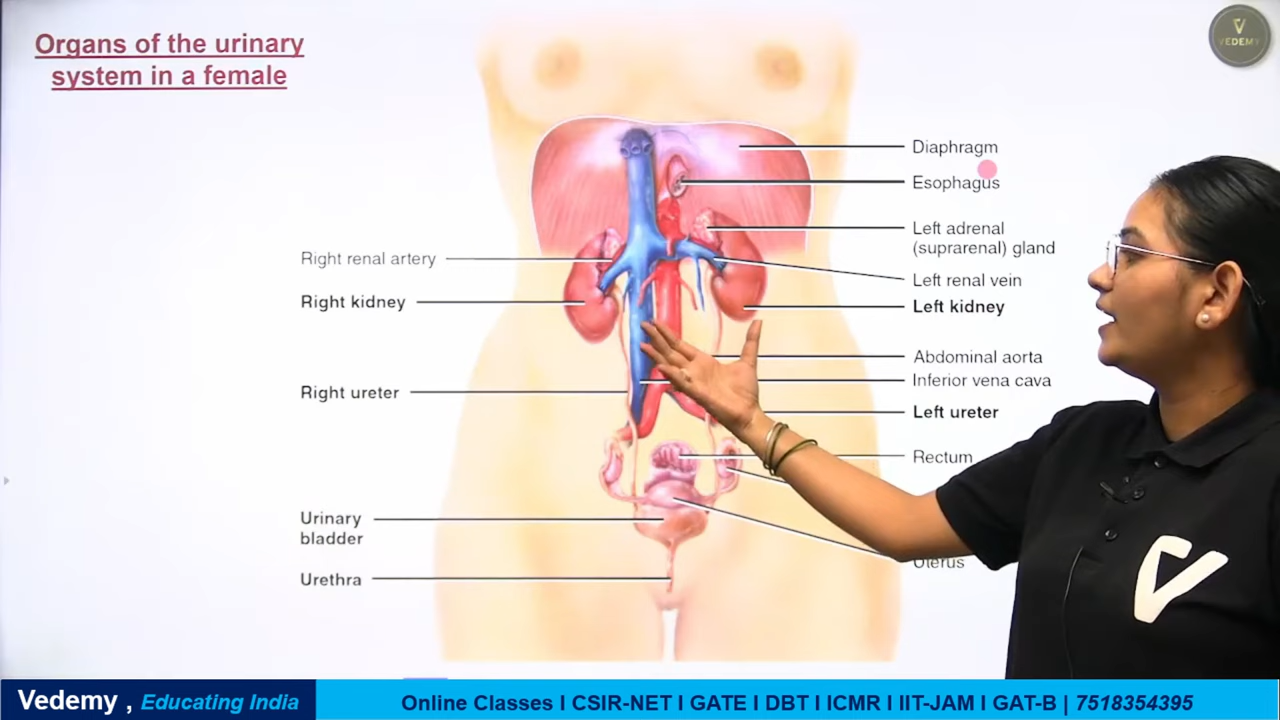 Organs of the urinary
system in a female
V
VEDEMY
Diaphragm
Esophagus
Left adrenal
(suprarenal) gland
Right renal artery
Left renal vein
Right kidney
Left kidney
Abdominal aorta
Inferior vena cava
Right ureter
Left ureter
Rectum
Urinary
bladder
Uterus
Urethra
Vedemy , Educating India
Online Classes I CSIR-NET I GATE I DBT I ICMR I IIT-JAM I GAT-B | 7518354395